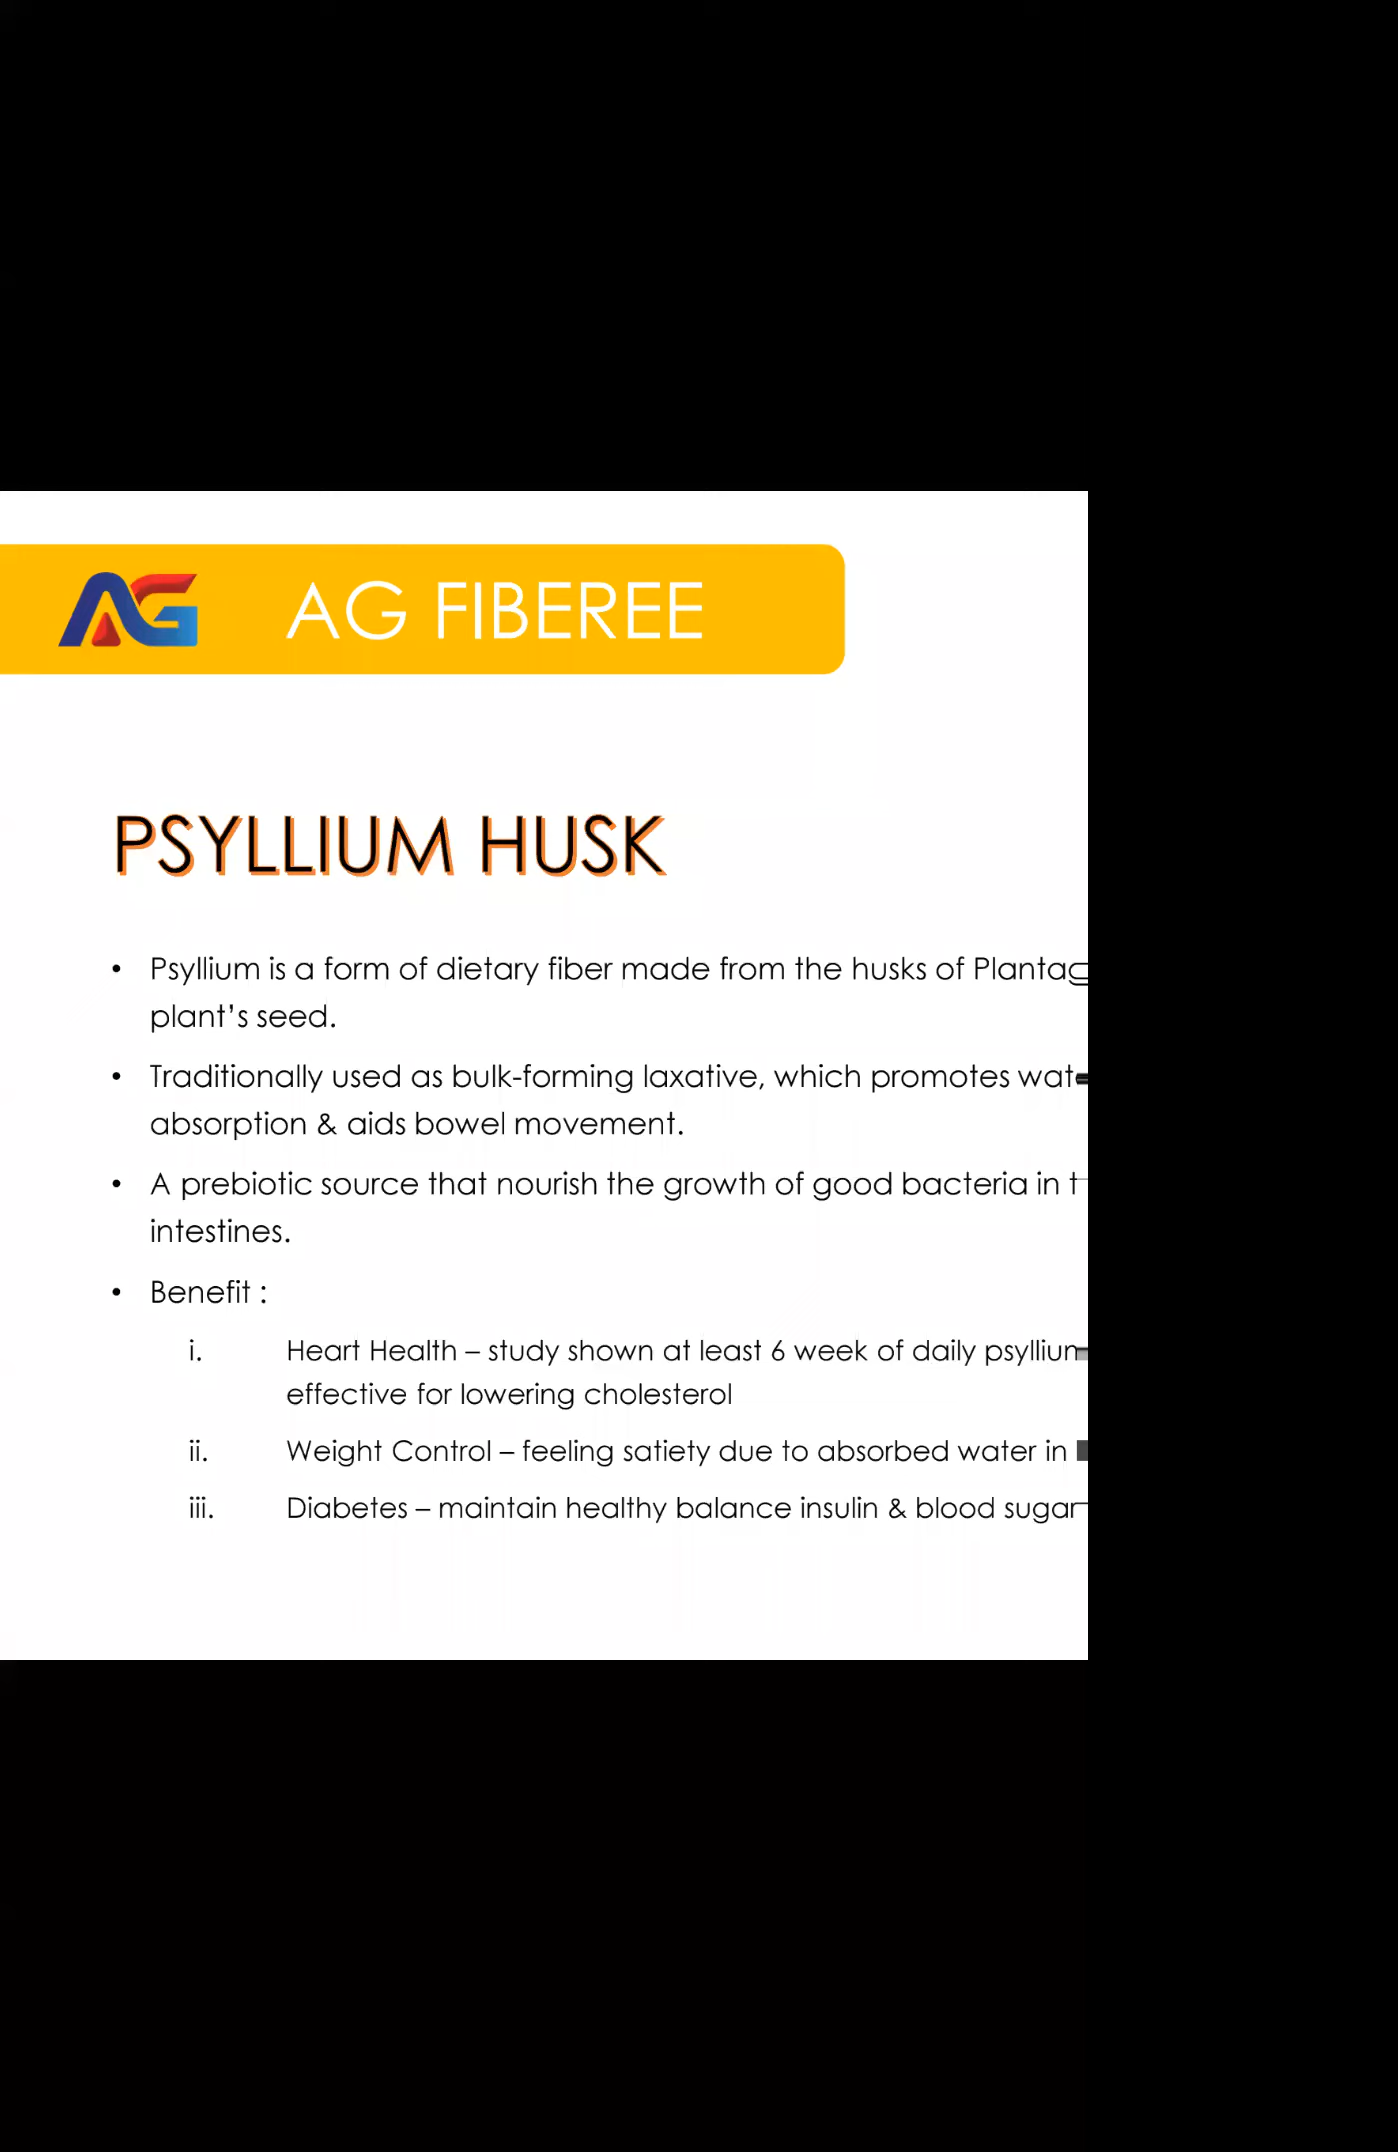 AG AG FIBEREE
PSYLLIUM HUSK
• Psyllium is a form of dietary fiber made from the husks of
plant's seed.
• Traditionally used as bulk-forming laxative, which promotes
absorption & aids bowel movement.
• A prebiotic source that nourish the growth of good bacteria in
intestines.
• Benefit :
i. Heart Health – study shown at least 6 week of daily
effective for lowering cholesterol
ii. Weight Control – feeling satiety due to absorbed water in
iii. Diabetes – maintain healthy balance insulin & blood sugar